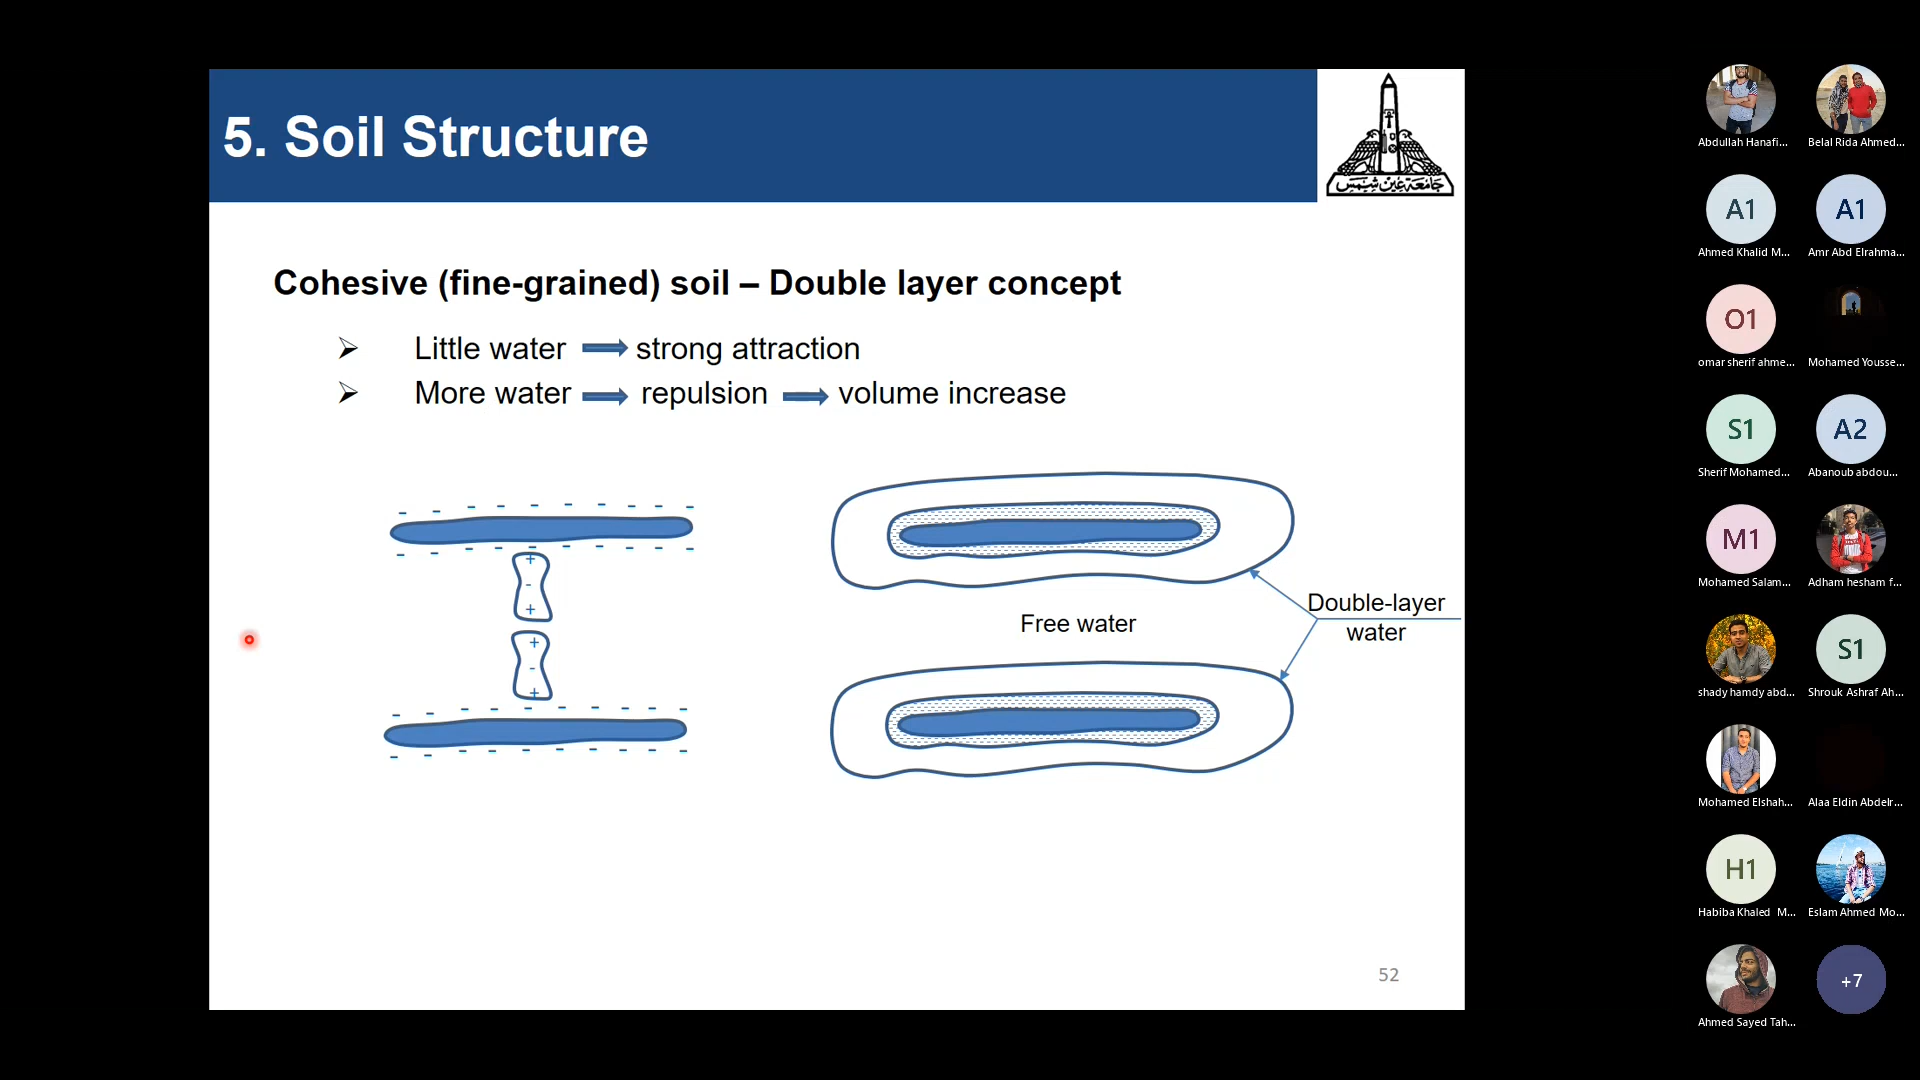 5. Soil Structure
جامعة عين شمس
Cohesive (fine-grained) soil – Double layer concept
➢ Little water strong attraction
➢ More water repulsion volume increase
- - - - - - - - - -
- - - - - - - - - -
+
-
+
+
-
+
- - - - - - - - - -
- - - - - - - - - -
Free water
Double-layer
water
52
Abdullah Hanafi...
Belal Rida Ahmed...
A1
Ahmed Khalid M...
A1
Amr Abd Elrahma...
O1
omar sherif ahme...
Mohamed Yousse...
S1
Sherif Mohamed...
A2
Abanoub abdou...
M1
Mohamed Salam...
Adham hesham f...
shady hamdy abd...
S1
Shrouk Ashraf Ah...
Mohamed Elshah...
Alaa Eldin Abdelr...
H1
Habiba Khaled M...
Eslam Ahmed Mo...
Ahmed Sayed Tah...
+7